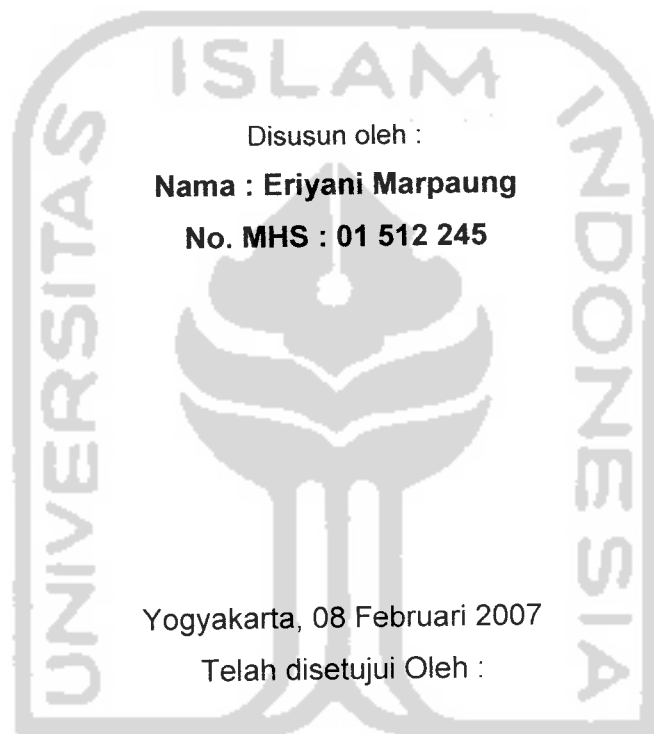 UNIVERSITAS ISLAM INDONESIA
Disusun oleh :
Nama : Eriyani Marpaung
No. MHS : 01 512 245
Yogyakarta, 08 Februari 2007
Telah disetujui Oleh :